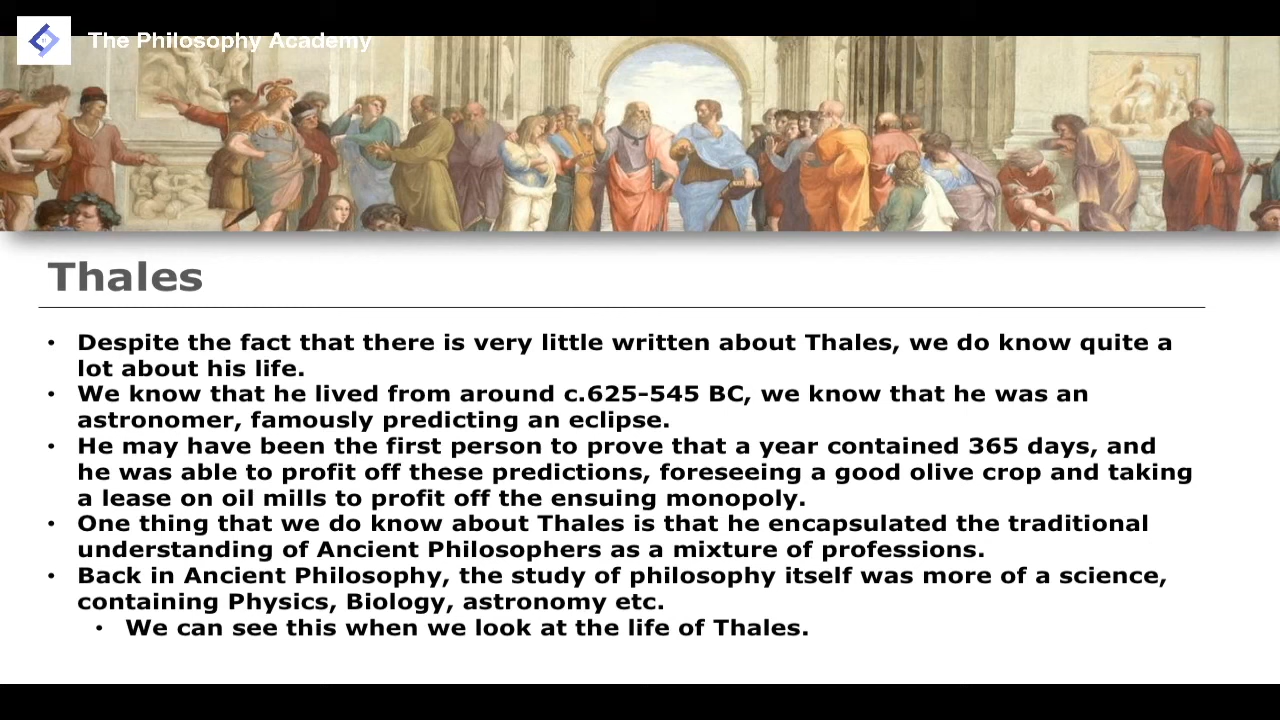 The Philosophy Academy
Thales
• Despite the fact that there is very little written about Thales, we do know quite a
lot about his life.
• We know that he lived from around c.625-545 BC, we know that he was an
astronomer, famously predicting an eclipse.
• He may have been the first person to prove that a year contained 365 days, and
he was able to profit off these predictions, foreseeing a good olive crop and taking
a lease on oil mills to profit off the ensuing monopoly.
• One thing that we do know about Thales is that he encapsulated the traditional
understanding of Ancient Philosophers as a mixture of professions.
• Back in Ancient Philosophy, the study of philosophy itself was more of a science,
containing Physics, Biology, astronomy etc.
• We can see this when we look at the life of Thales.